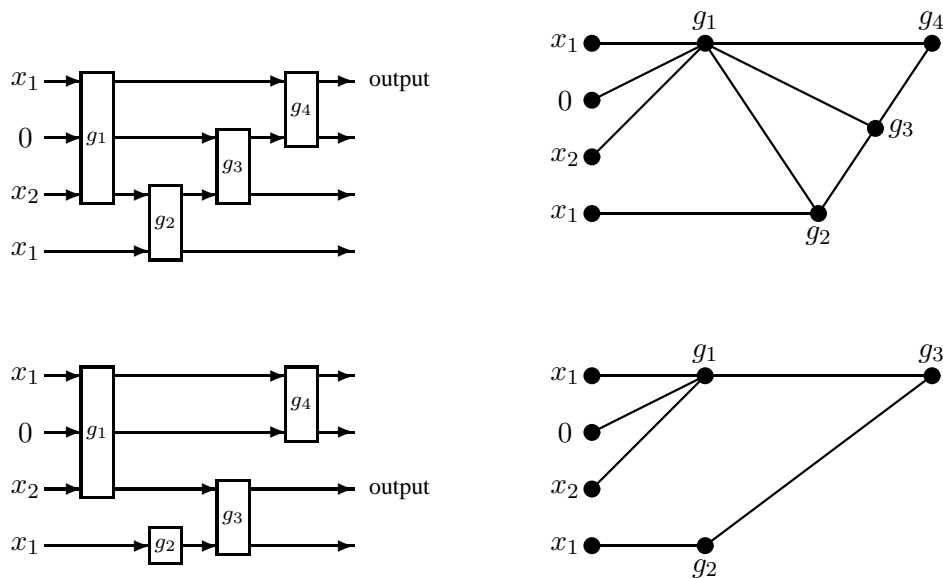 x₁ g₁ g₄ output
0 g₃
x₂ g₂
x₁
g₁ g₄
x₁
0
g₃
x₂
x₁
g₂
x₁ g₁ g₄
0
x₂ g₃ output
x₁ g₂
g₁ g₃
x₁
0
x₂
x₁
g₂